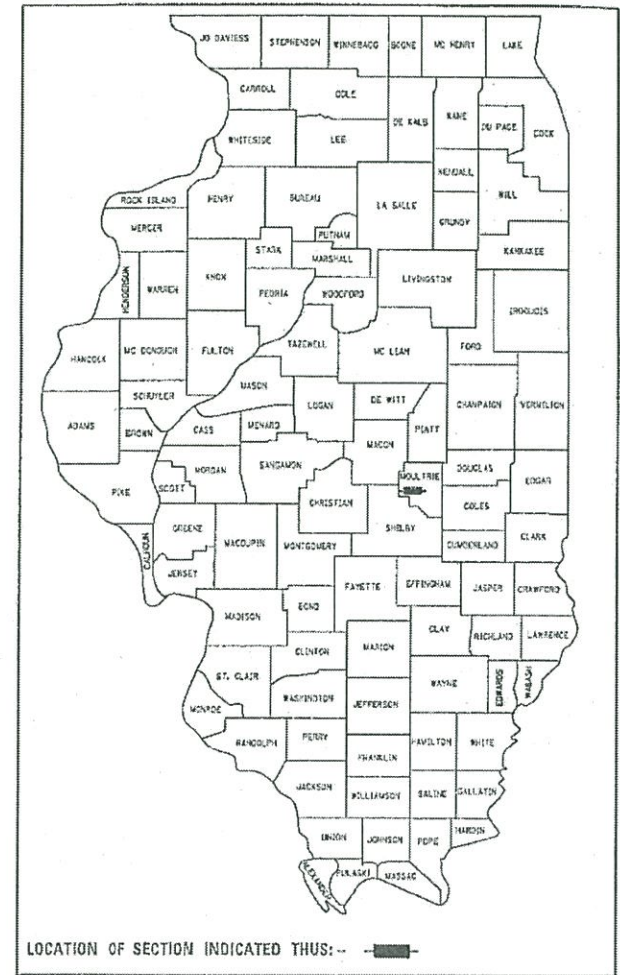 JO DAVIESS STEPHENSON WINNEBAGO BOONE MC HENRY LAKE
CARROLL OGLE
DE KALB KANE DU PAGE COOK
WHITESIDE LEE
KENDALL
ROCK ISLAND HENRY BUREAU LA SALLE WILL
MERCER PUTNAM GRUNDY
STARK MARSHALL KANKAKEE
HENDERSON WARREN KNOX PEORIA WOODFORD LIVINGSTON
IROQUOIS
HANCOCK MC DONOUGH FULTON TAZEWELL MC LEAN FORD
MASON
SCHUYLER LOGAN DE WITT CHAMPAIGN VERMILION
ADAMS BROWN CASS MENARD MACON PIATT
MORGAN SANGAMON MOULTRIE DOUGLAS EDGAR
PIKE SCOTT CHRISTIAN COLES
CALHOUN GREENE MACOUPIN MONTGOMERY SHELBY CUMBERLAND CLARK
JERSEY FAYETTE EFFINGHAM JASPER CRAWFORD
MADISON BOND CLAY
RICHLAND LAWRENCE
CLINTON MARION
ST. CLAIR WAYNE EDWARDS WABASH
MONROE WASHINGTON JEFFERSON
RANDOLPH PERRY HAMILTON WHITE
FRANKLIN
JACKSON WILLIAMSON SALINE GALLATIN
UNION JOHNSON POPE HARDIN
ALEXANDER PULASKI MASSAC
LOCATION OF SECTION INDICATED THUS: -